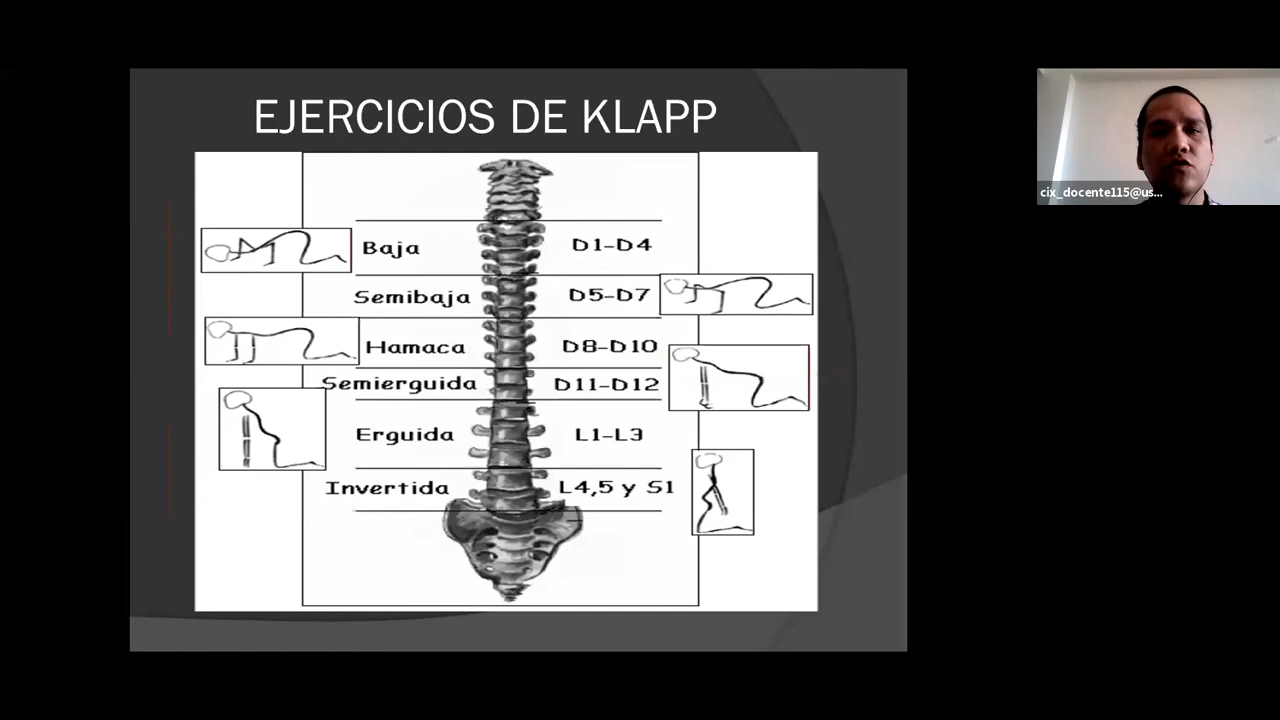 EJERCICIOS DE KLAPP
Baja D1-D4
Semibaja D5-D7
Hamaca D8-D10
Semierguida D11-D12
Erguida L1-L3
Invertida L4,5 y S1
cix_docente115@us...